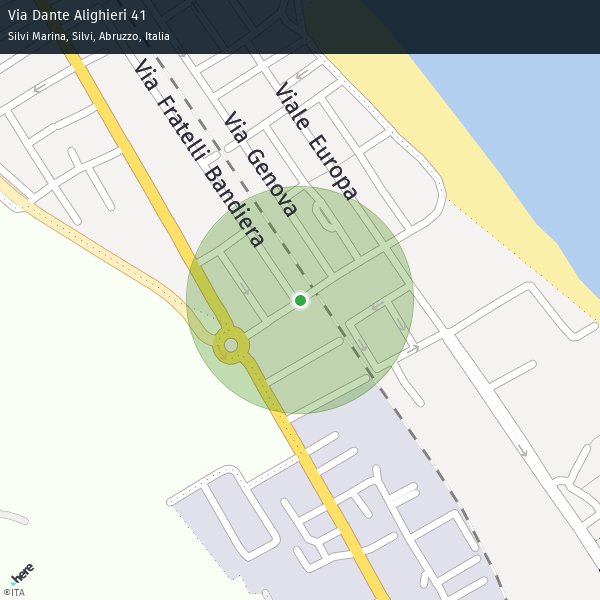 Via Dante Alighieri 41
Silvi Marina, Silvi, Abruzzo, Italia
Via Fratelli Bandiera
Via Genova
Viale Europa
here
©ITA